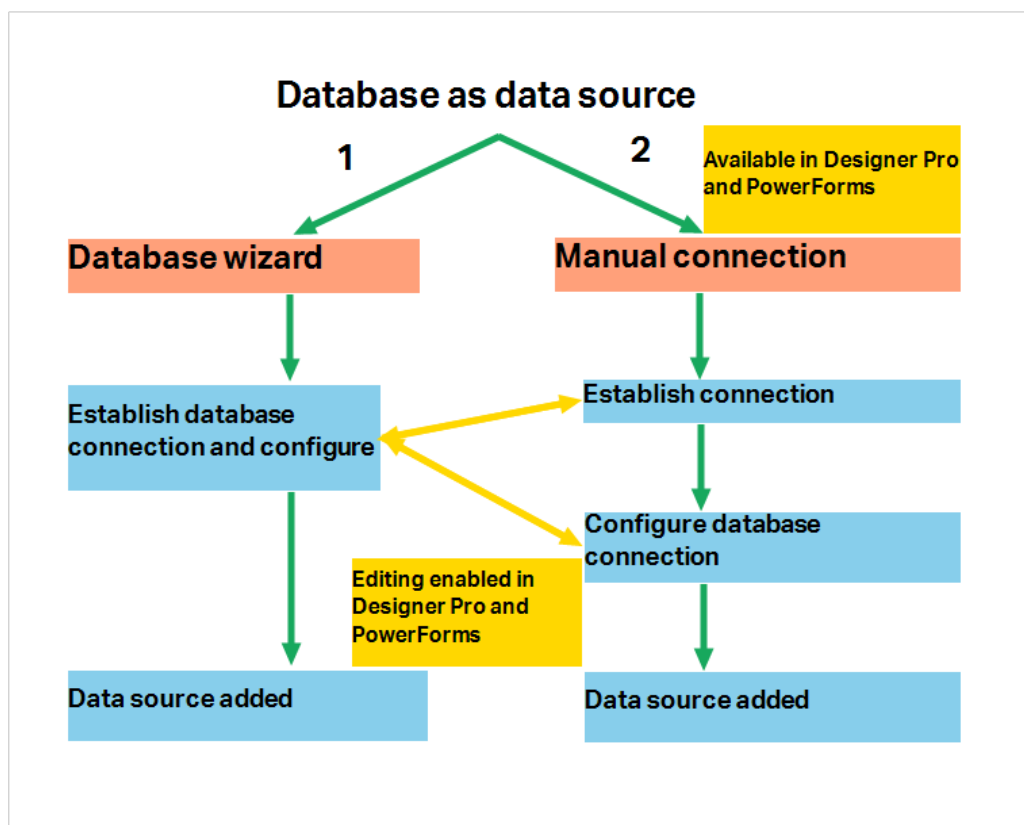 Database as data source
1
2
Available in Designer Pro
and PowerForms
Database wizard
Manual connection
Establish database
connection and configure
Establish connection
Configure database
connection
Editing enabled in
Designer Pro and
PowerForms
Data source added
Data source added